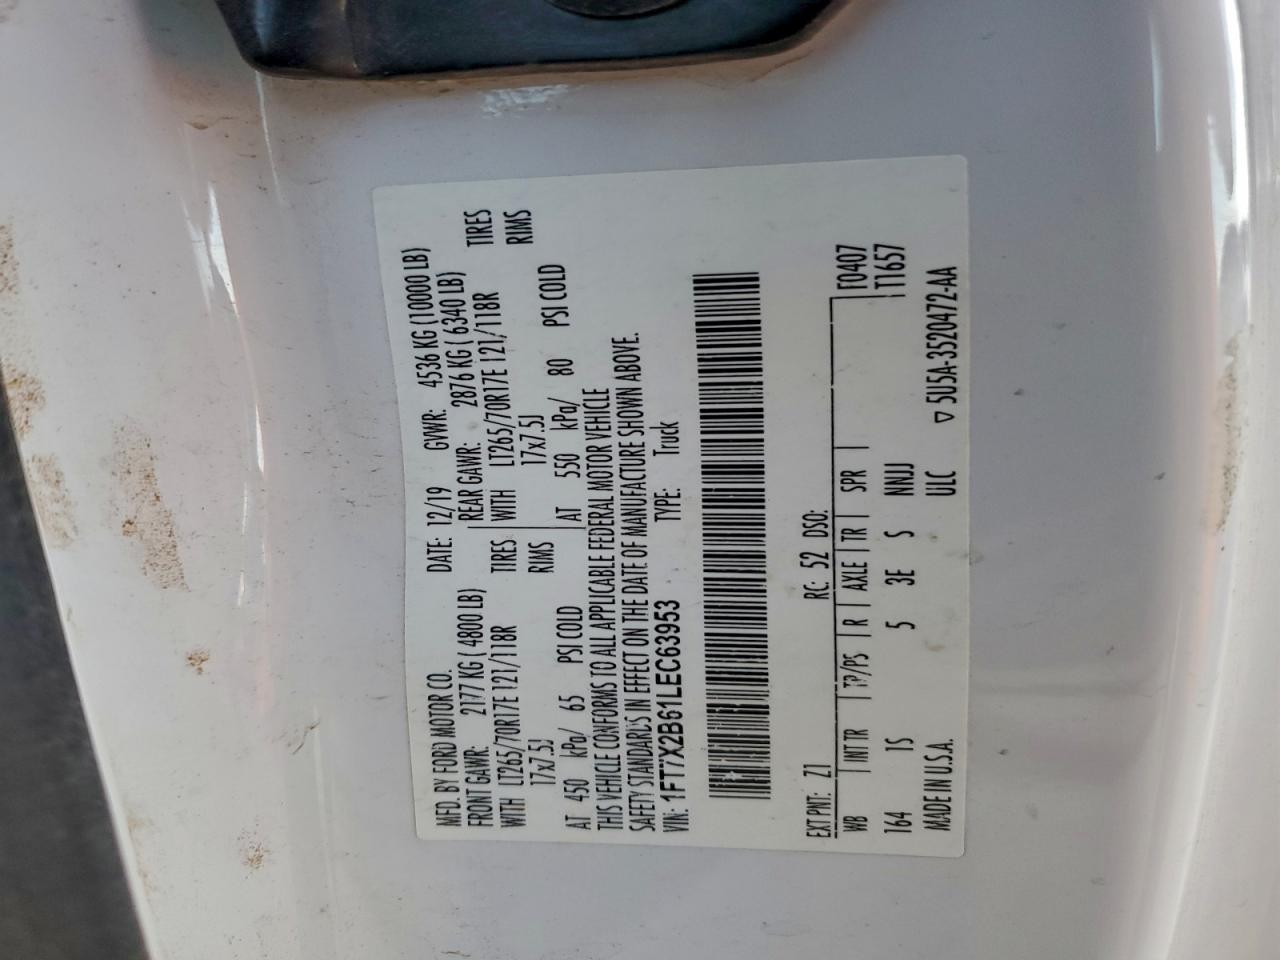 MFD. BY FORD MOTOR CO.
DATE: 12/19 GVWR: 4536 KG (10000 LB)
FRONT GAWR: 2177 KG ( 4800 LB) REAR GAWR: 2876 KG ( 6340 LB)
WITH LT265/70R17E 121/118R TIRES WITH LT265/70R17E 121/118R TIRES
17x7.5J RIMS 17x7.5J RIMS
AT 450 kPa/ 65 PSI COLD AT 550 kPa/ 80 PSI COLD
THIS VEHICLE CONFORMS TO ALL APPLICABLE FEDERAL MOTOR VEHICLE
SAFETY STANDARDS IN EFFECT ON THE DATE OF MANUFACTURE SHOWN ABOVE.
VIN: 1FT7X2B61LEC63953 TYPE: Truck
EXT PNT: Z1 RC: 52 DSO: F0407
WB INT TR TP/PS R AXLE TR SPR T1657
164 1S 5 3E S NNJJ
MADE IN U.S.A. ULC ▽ 5U5A-3520472-AA